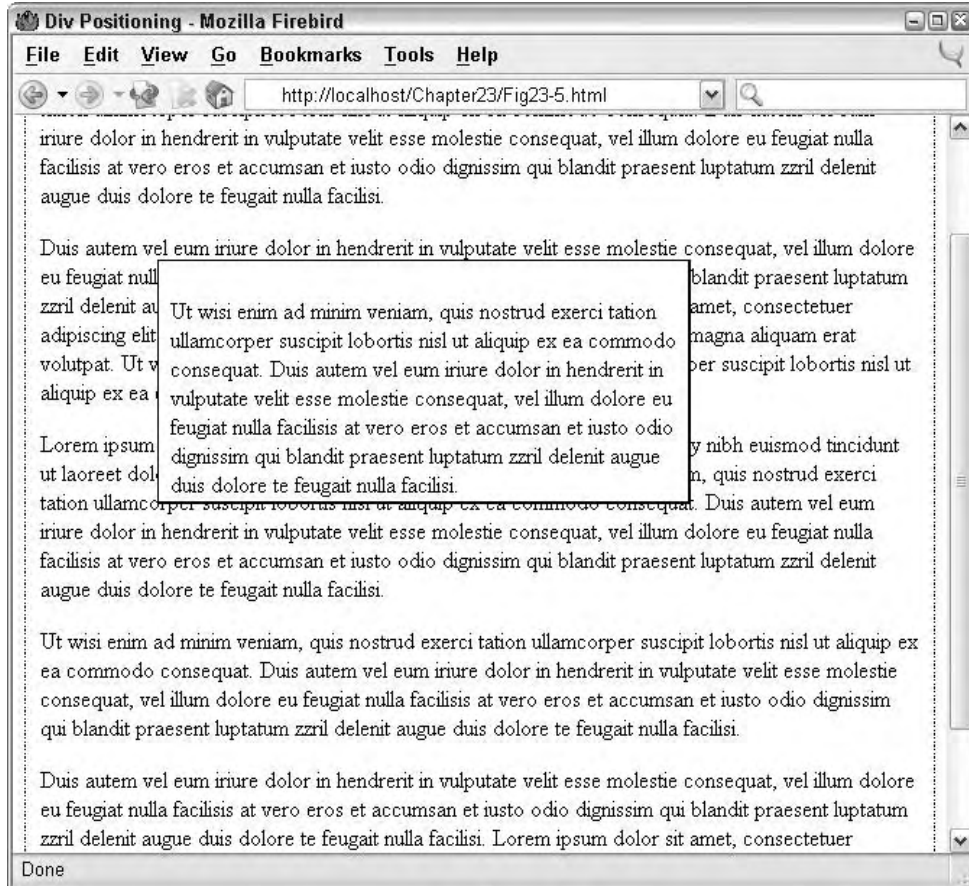 Div Positioning - Mozilla Firebird
File Edit View Go Bookmarks Tools Help
http://localhost/Chapter23/Fig23-5.html
iriure dolor in hendrerit in vulputate velit esse molestie consequat, vel illum dolore eu feugiat nulla
facilisis at vero eros et accumsan et iusto odio dignissim qui blandit praesent luptatum zzril delenit
augue duis dolore te feugait nulla facilisi.
Duis autem vel eum iriure dolor in hendrerit in vulputate velit esse molestie consequat, vel illum dolore
eu feugiat null blandit praesent luptatum
zzril delenit au amet, consectetuer
adipiscing elit magna aliquam erat
volutpat. Ut w per suscipit lobortis nisl ut
aliquip ex ea
Ut wisi enim ad minim veniam, quis nostrud exerci tation
ullamcorper suscipit lobortis nisl ut aliquip ex ea commodo
consequat. Duis autem vel eum iriure dolor in hendrerit in
vulputate velit esse molestie consequat, vel illum dolore eu
feugiat nulla facilisis at vero eros et accumsan et iusto odio
dignissim qui blandit praesent luptatum zzril delenit augue
duis dolore te feugait nulla facilisi.
Lorem ipsum y nibh euismod tincidunt
ut laoreet dol n, quis nostrud exerci
tation ullamcorper suscipit lobortis nisl ut aliquip ex ea commodo consequat. Duis autem vel eum
iriure dolor in hendrerit in vulputate velit esse molestie consequat, vel illum dolore eu feugiat nulla
facilisis at vero eros et accumsan et iusto odio dignissim qui blandit praesent luptatum zzril delenit
augue duis dolore te feugait nulla facilisi.
Ut wisi enim ad minim veniam, quis nostrud exerci tation ullamcorper suscipit lobortis nisl ut aliquip ex
ea commodo consequat. Duis autem vel eum iriure dolor in hendrerit in vulputate velit esse molestie
consequat, vel illum dolore eu feugiat nulla facilisis at vero eros et accumsan et iusto odio dignissim
qui blandit praesent luptatum zzril delenit augue duis dolore te feugait nulla facilisi.
Duis autem vel eum iriure dolor in hendrerit in vulputate velit esse molestie consequat, vel illum dolore
eu feugiat nulla facilisis at vero eros et accumsan et iusto odio dignissim qui blandit praesent luptatum
zzril delenit augue duis dolore te feugait nulla facilisi. Lorem ipsum dolor sit amet, consectetuer
Done